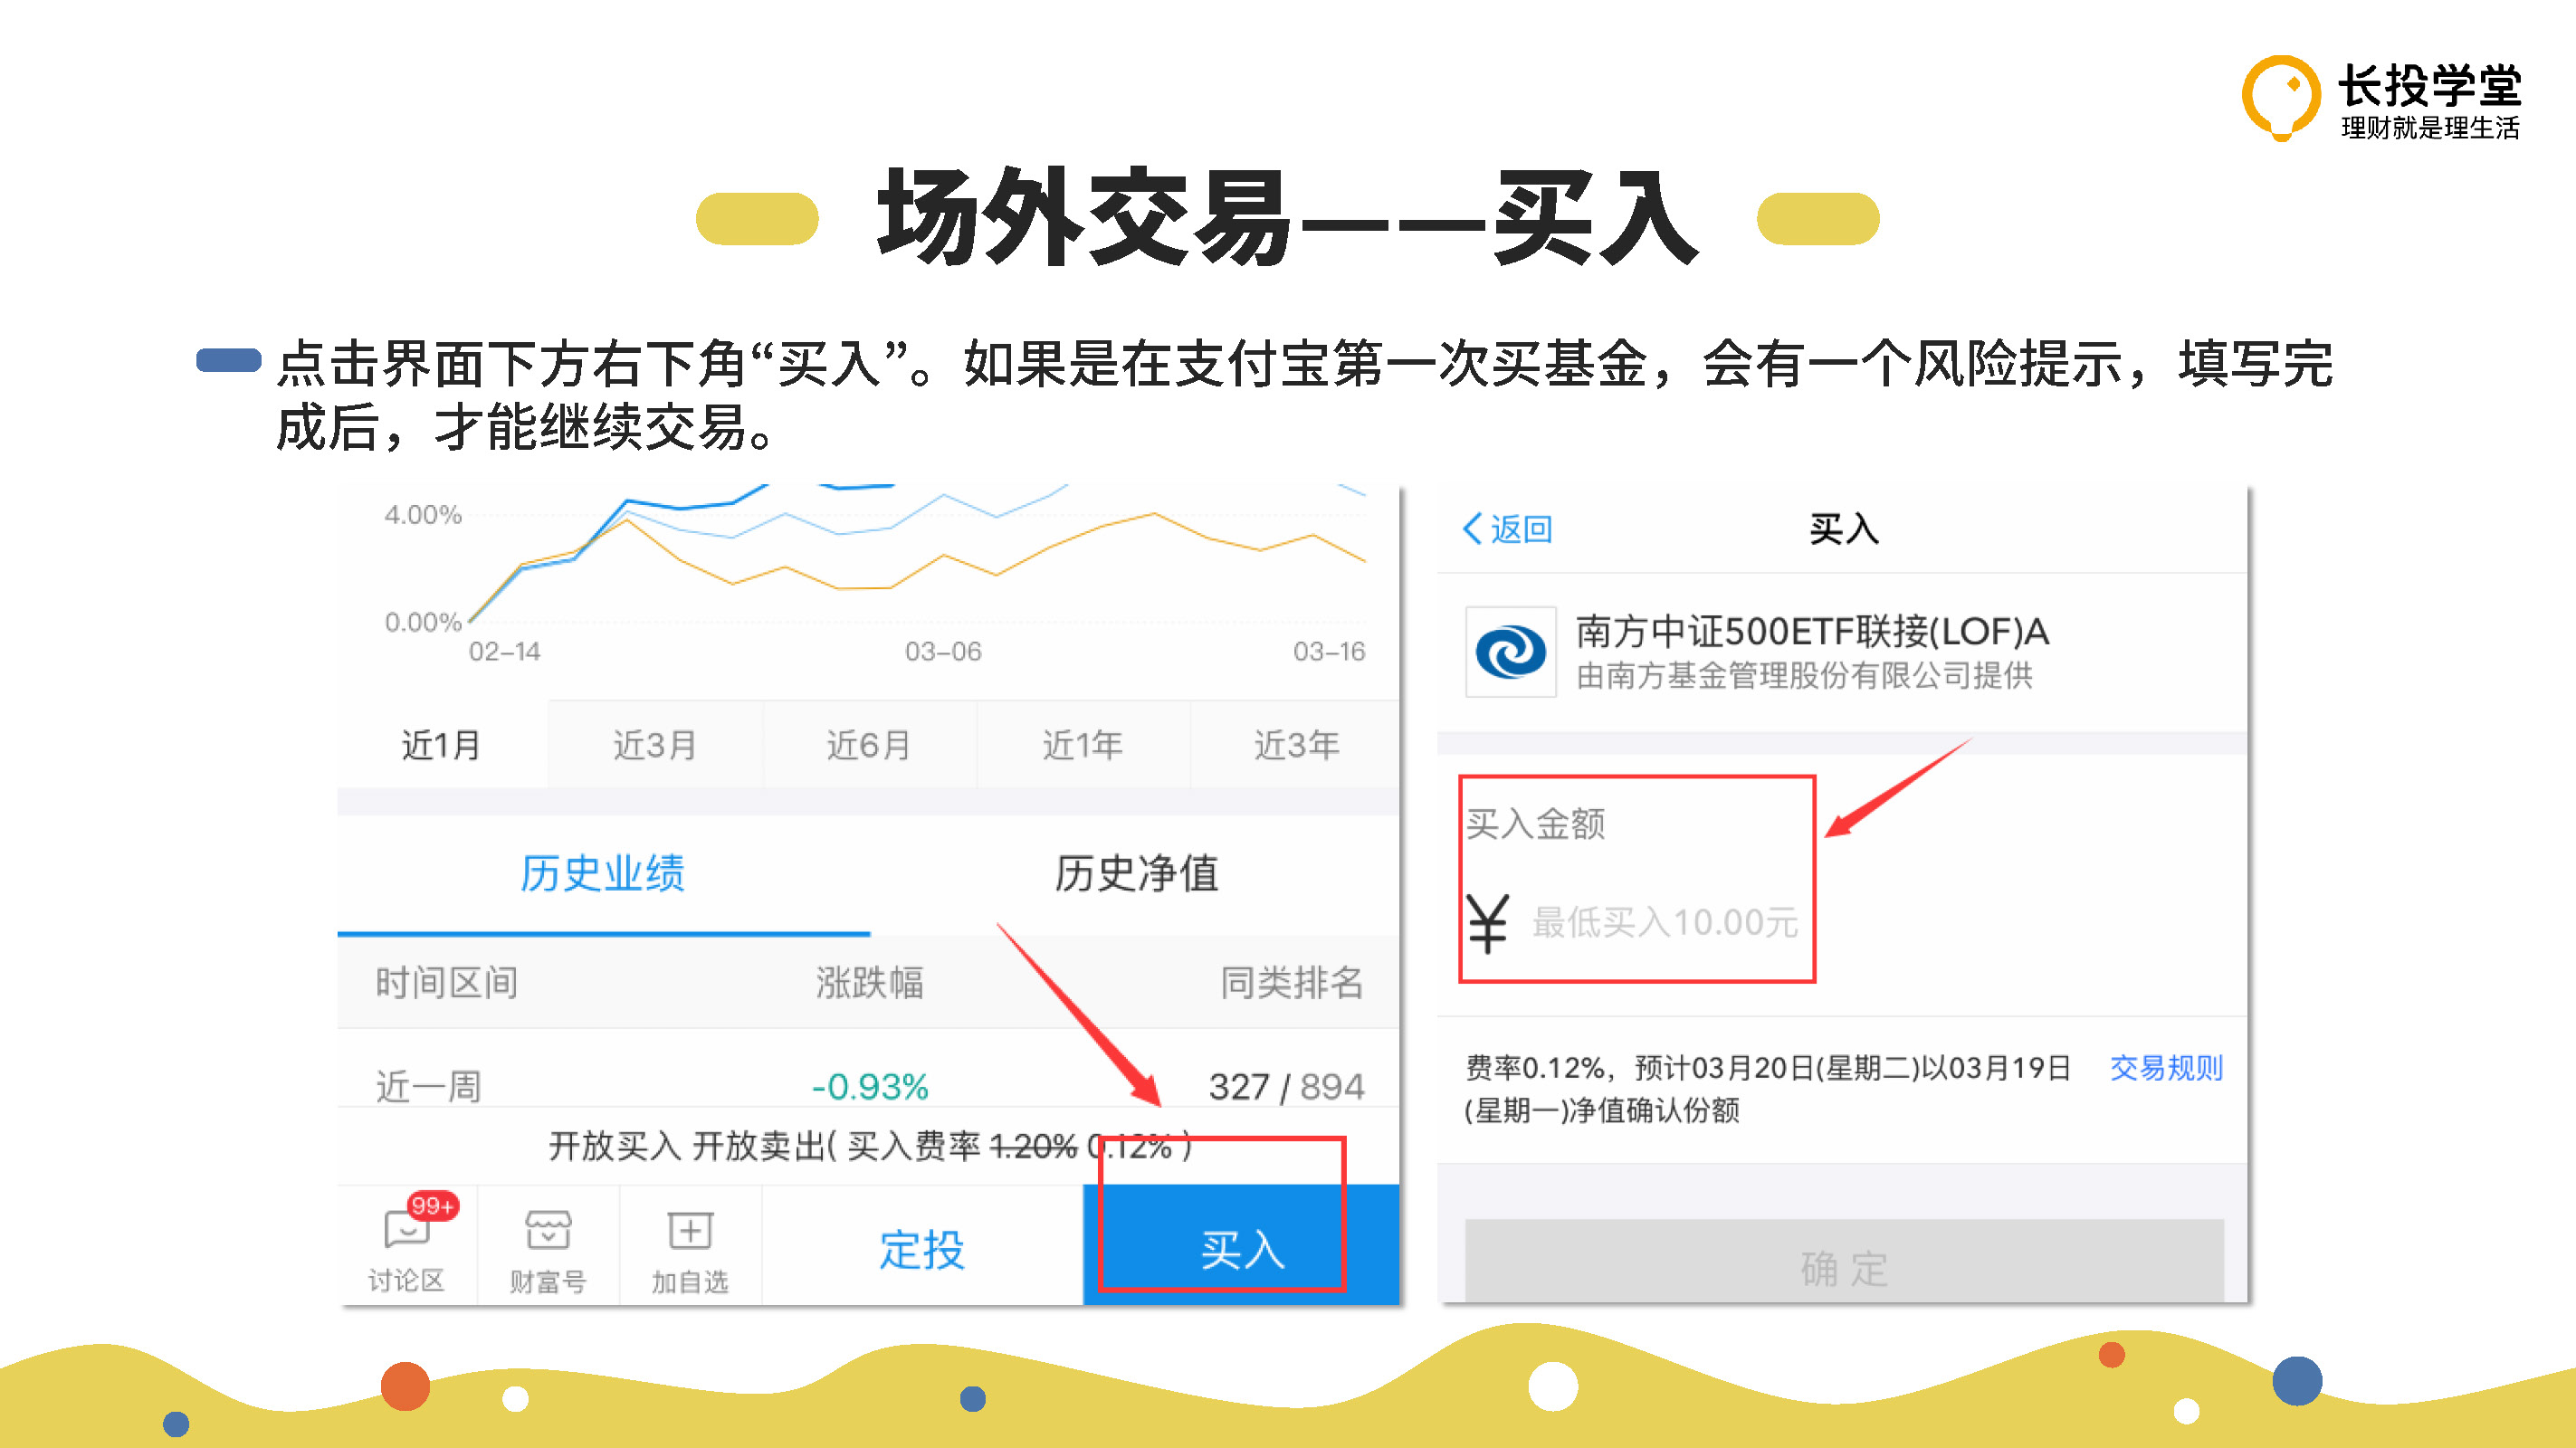 长投学堂
理财就是理生活
场外交易——买入
点击界面下方右下角“买入”。如果是在支付宝第一次买基金，会有一个风险提示，填写完
成后，才能继续交易。
4.00%
0.00%
02-14 03-06 03-16
近1月 近3月 近6月 近1年 近3年
历史业绩 历史净值
时间区间 涨跌幅 同类排名
近一周 -0.93% 327 / 894
开放买入 开放卖出( 买入费率 1.20% 0.12% )
99+
讨论区 财富号 加自选 定投 买入
返回 买入
南方中证500ETF联接(LOF)A
由南方基金管理股份有限公司提供
买入金额
¥ 最低买入10.00元
费率0.12%，预计03月20日(星期二)以03月19日 交易规则
(星期一)净值确认份额
确 定